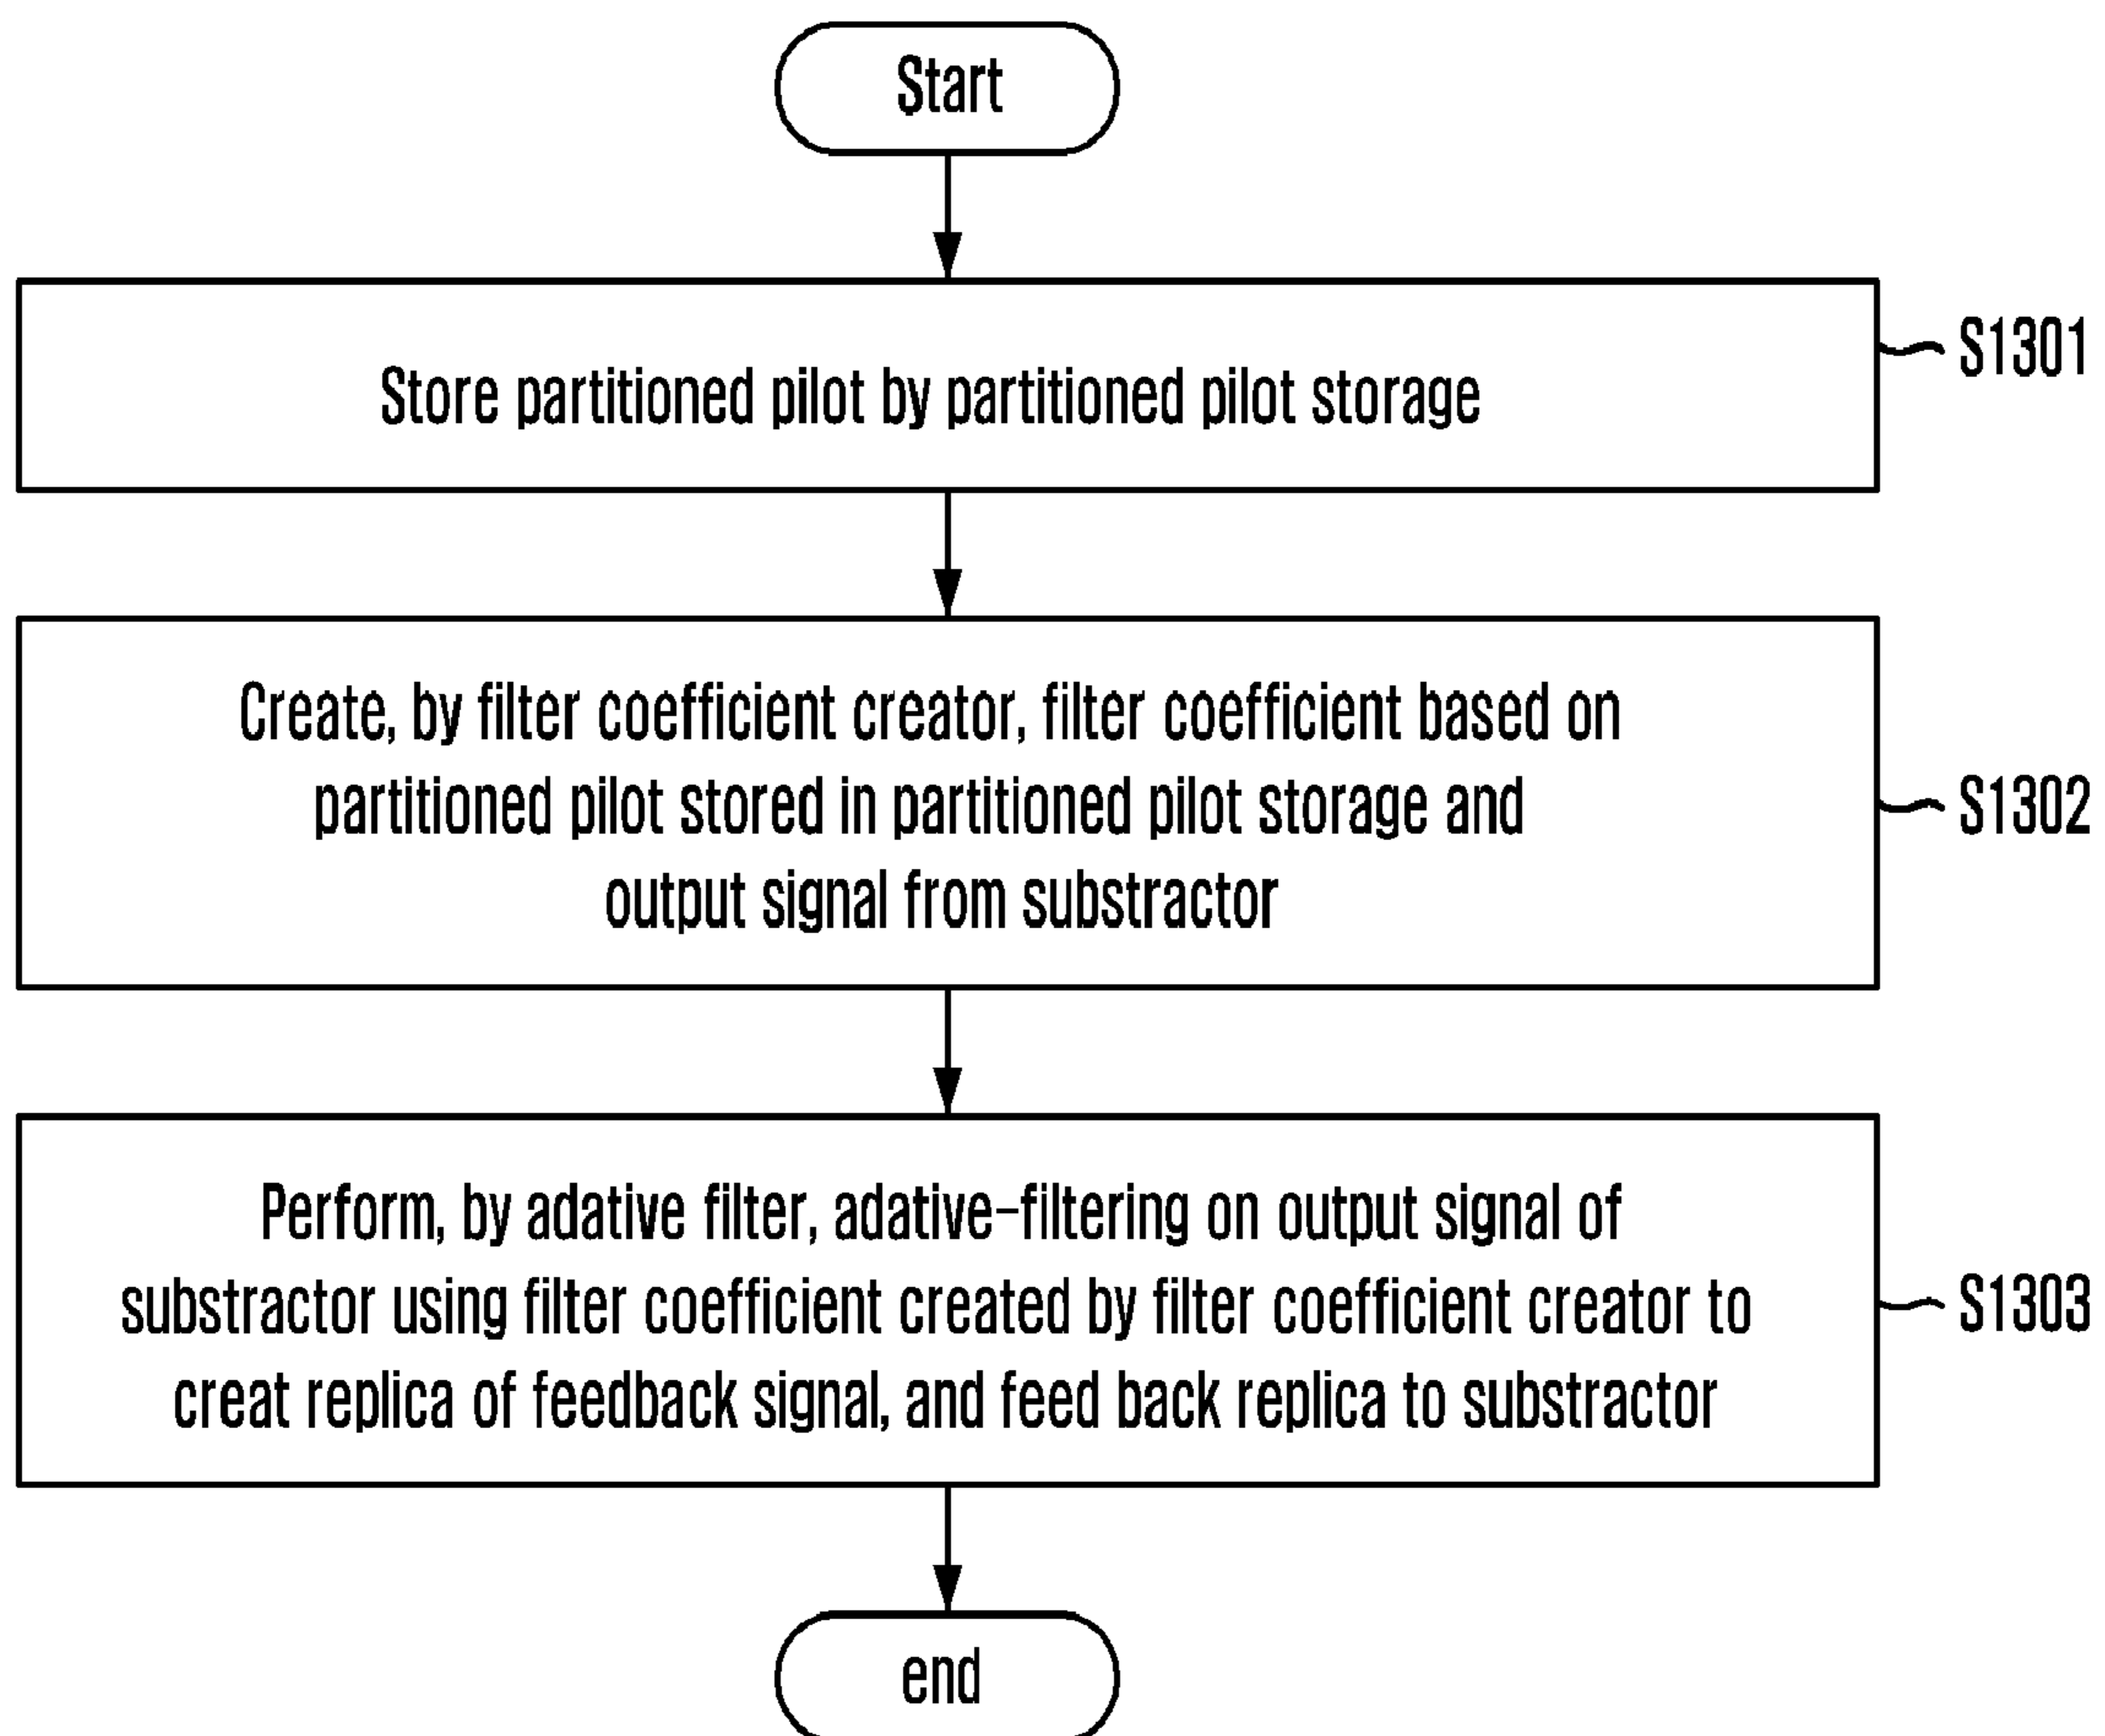 Start
Store partitioned pilot by partitioned pilot storage
S1301
Create, by filter coefficient creator, filter coefficient based on
partitioned pilot stored in partitioned pilot storage and
output signal from substractor
S1302
Perform, by adative filter, adative-filtering on output signal of
substractor using filter coefficient created by filter coefficient creator to
creat replica of feedback signal, and feed back replica to substractor
S1303
end